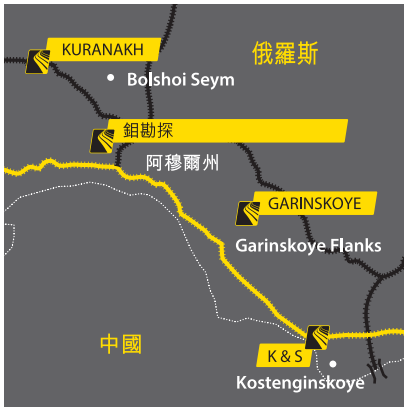 KURANAKH
俄羅斯
Bolshoi Seym
鉬勘探
阿穆爾州
GARINSKOYE
Garinskoye Flanks
中國
K & S
Kostenginskoye